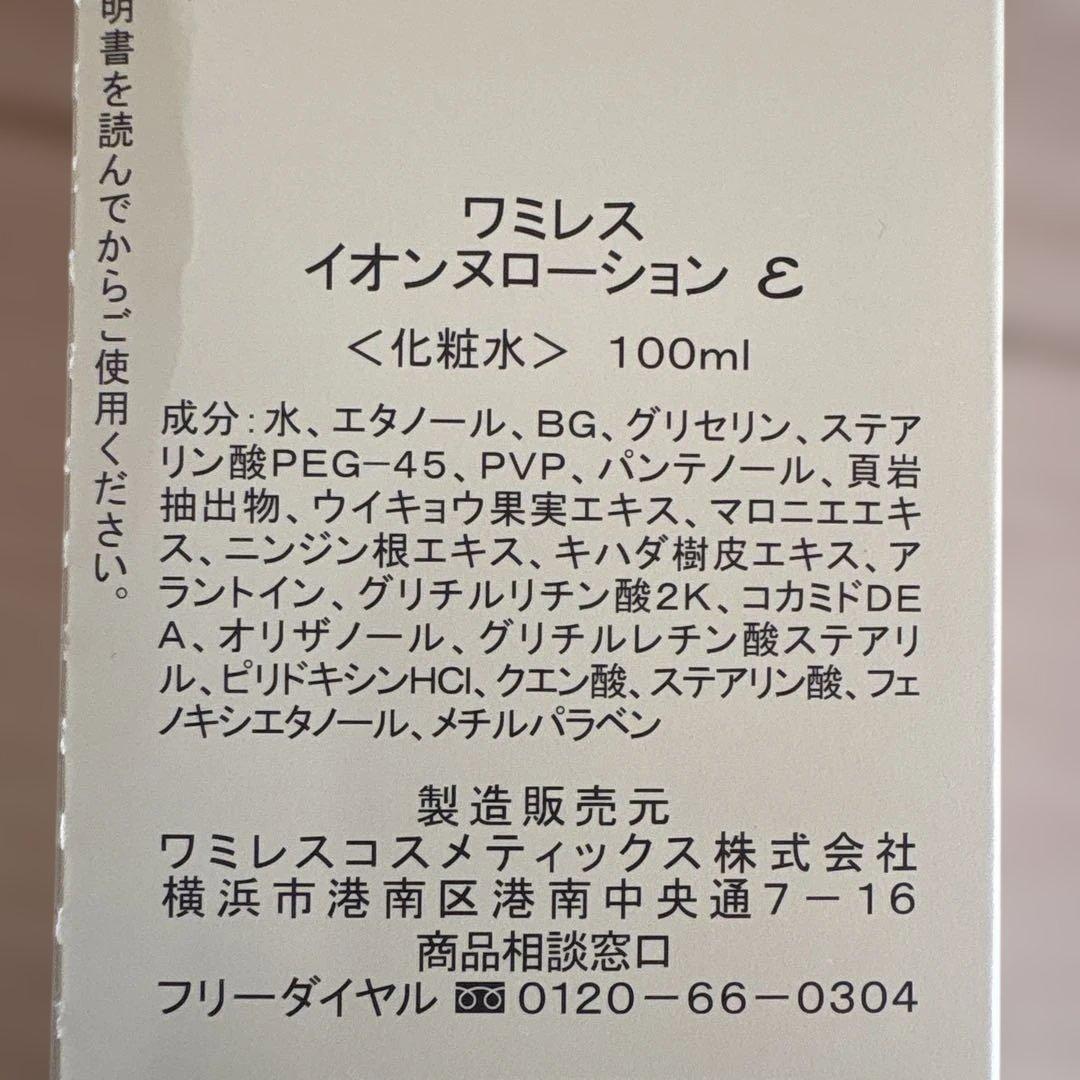 明書を読んでからご使用ください。
ワミレス
イオンヌローション ε
＜化粧水＞ 100ml
成分：水、エタノール、BG、グリセリン、ステア
リン酸PEG−45、PVP、パンテノール、頁岩
抽出物、ウイキョウ果実エキス、マロニエエキ
ス、ニンジン根エキス、キハダ樹皮エキス、ア
ラントイン、グリチルリチン酸2K、コカミドDE
A、オリザノール、グリチルレチン酸ステアリ
ル、ピリドキシンHCl、クエン酸、ステアリン酸、フェ
ノキシエタノール、メチルパラベン
製造販売元
ワミレスコスメティックス株式会社
横浜市港南区港南中央通7−16
商品相談窓口
フリーダイヤル 0120−66−0304